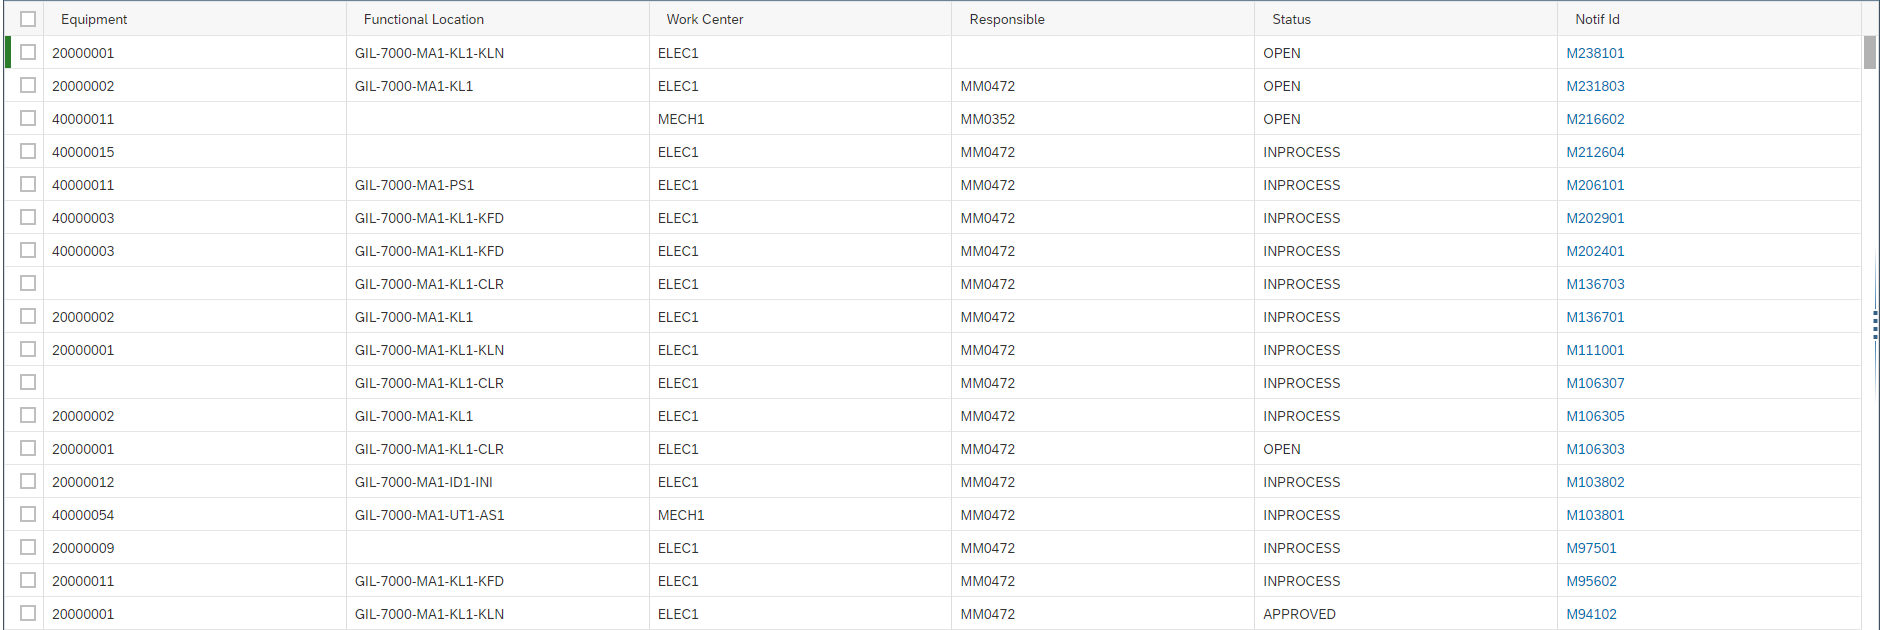 Equipment Functional Location Work Center Responsible Status Notif Id
20000001 GIL-7000-MA1-KL1-KLN ELEC1 OPEN M238101
20000002 GIL-7000-MA1-KL1 ELEC1 MM0472 OPEN M231803
40000011 MECH1 MM0352 OPEN M216602
40000015 ELEC1 MM0472 INPROCESS M212604
40000011 GIL-7000-MA1-PS1 ELEC1 MM0472 INPROCESS M206101
40000003 GIL-7000-MA1-KL1-KFD ELEC1 MM0472 INPROCESS M202901
40000003 GIL-7000-MA1-KL1-KFD ELEC1 MM0472 INPROCESS M202401
GIL-7000-MA1-KL1-CLR ELEC1 MM0472 INPROCESS M136703
20000002 GIL-7000-MA1-KL1 ELEC1 MM0472 INPROCESS M136701
20000001 GIL-7000-MA1-KL1-KLN ELEC1 MM0472 INPROCESS M111001
GIL-7000-MA1-KL1-CLR ELEC1 MM0472 INPROCESS M106307
20000002 GIL-7000-MA1-KL1 ELEC1 MM0472 INPROCESS M106305
20000001 GIL-7000-MA1-KL1-CLR ELEC1 MM0472 OPEN M106303
20000012 GIL-7000-MA1-ID1-INI ELEC1 MM0472 INPROCESS M103802
40000054 GIL-7000-MA1-UT1-AS1 MECH1 MM0472 INPROCESS M103801
20000009 ELEC1 MM0472 INPROCESS M97501
20000011 GIL-7000-MA1-KL1-KFD ELEC1 MM0472 INPROCESS M95602
20000001 GIL-7000-MA1-KL1-KLN ELEC1 MM0472 APPROVED M94102